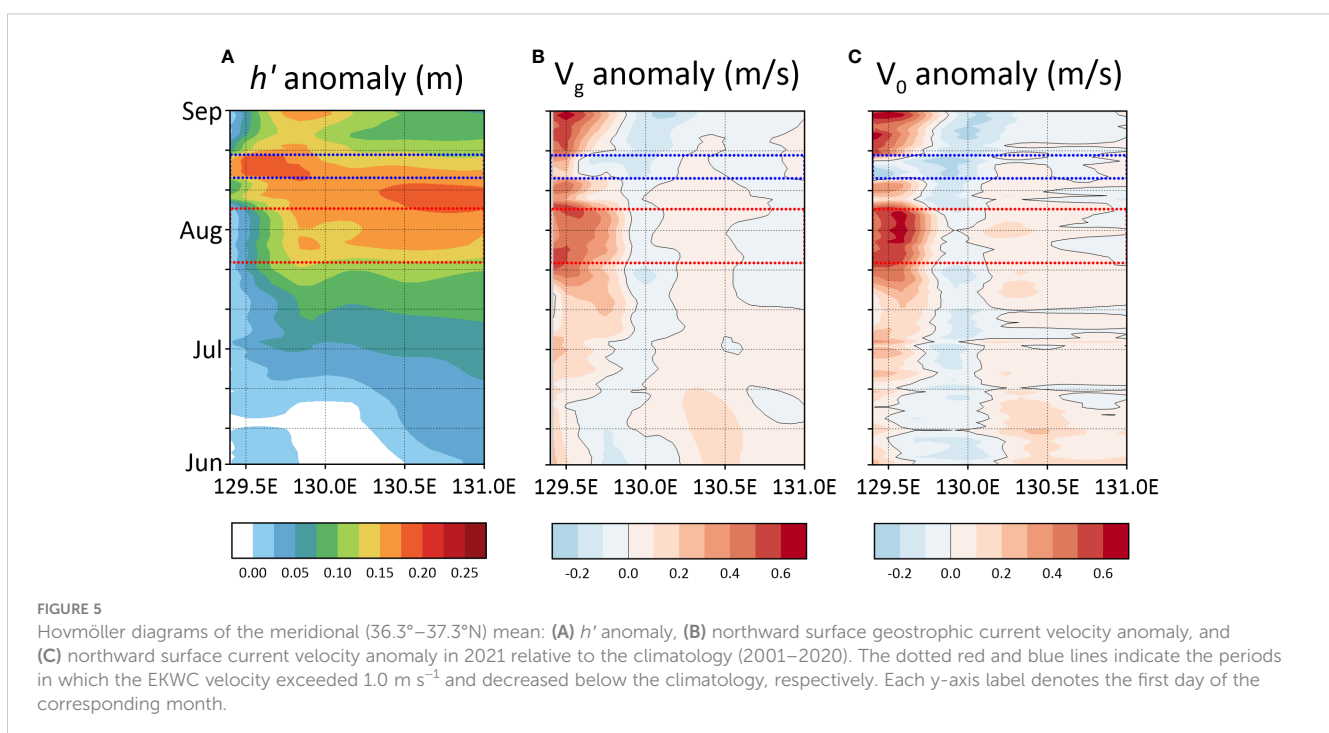 A
h' anomaly (m)
B
Vg anomaly (m/s)
C
V0 anomaly (m/s)
Sep
Aug
Jul
Jun
129.5E 130.0E 130.5E 131.0E
129.5E 130.0E 130.5E 131.0E
129.5E 130.0E 130.5E 131.0E
0.00 0.05 0.10 0.15 0.20 0.25
-0.2 0.0 0.2 0.4 0.6
-0.2 0.0 0.2 0.4 0.6
FIGURE 5
Hovmöller diagrams of the meridional (36.3°–37.3°N) mean: (A) h' anomaly, (B) northward surface geostrophic current velocity anomaly, and
(C) northward surface current velocity anomaly in 2021 relative to the climatology (2001–2020). The dotted red and blue lines indicate the periods
in which the EKWC velocity exceeded 1.0 m s⁻¹ and decreased below the climatology, respectively. Each y-axis label denotes the first day of the
corresponding month.